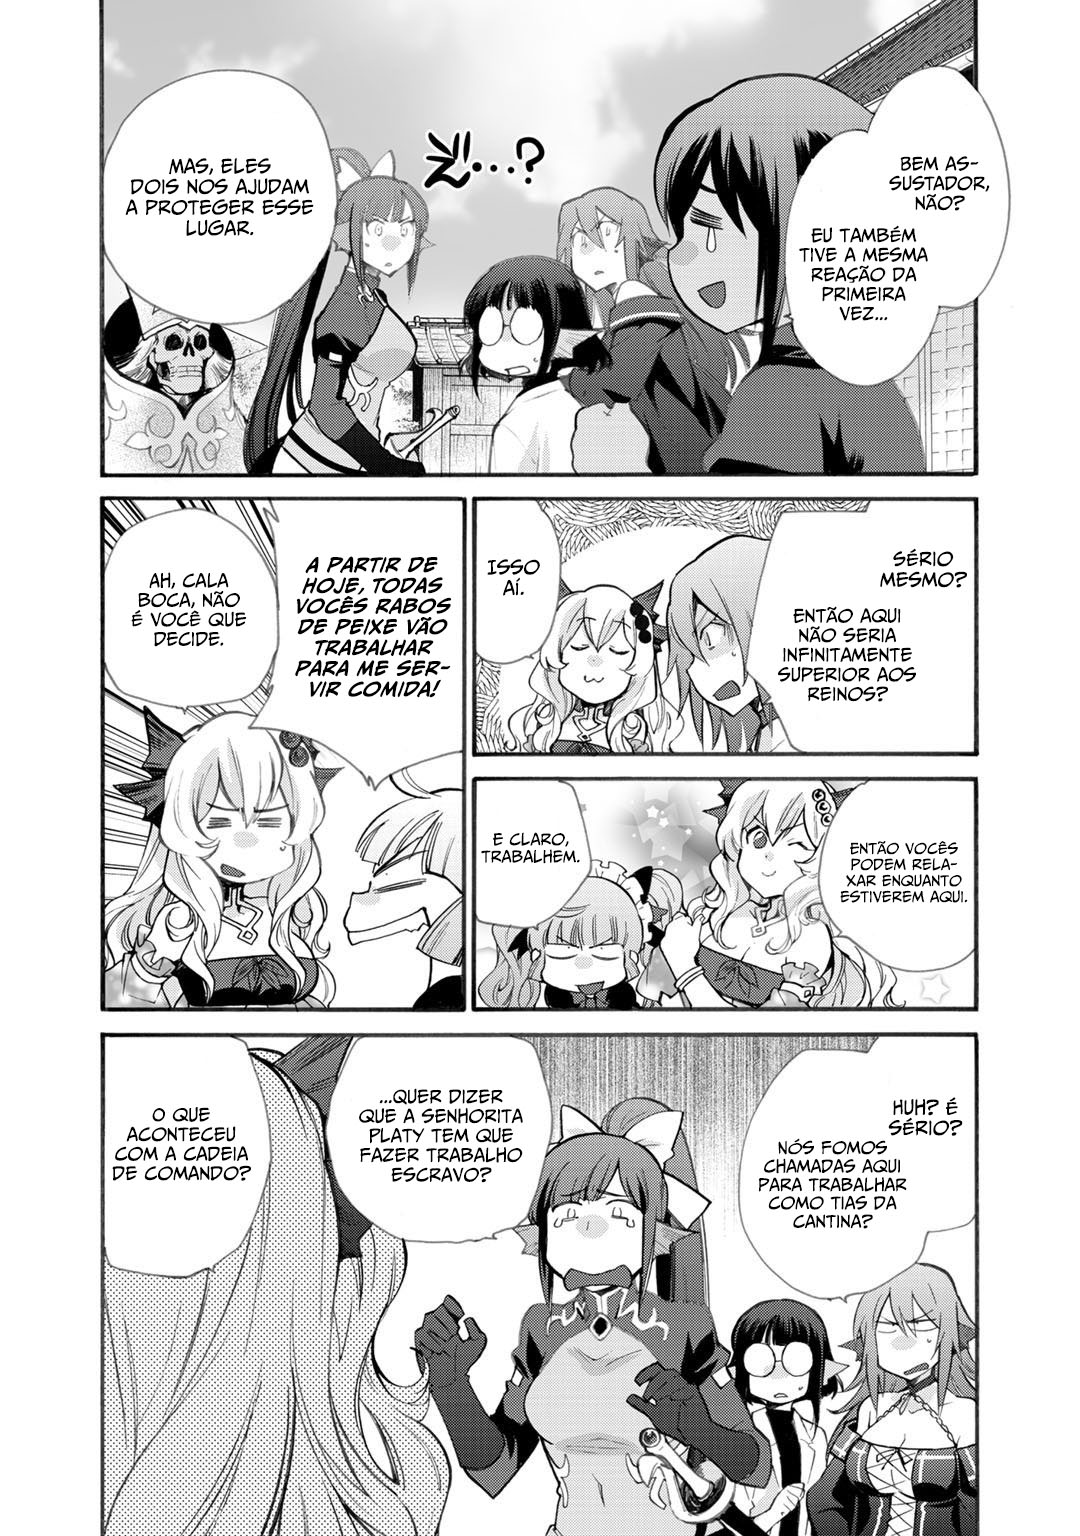 BEM AS-
SUSTADOR,
NÃO?
EU TAMBÉM
TIVE A MESMA
REAÇÃO DA
PRIMEIRA
VEZ...
MAS, ELES
DOIS NOS AJUDAM
A PROTEGER ESSE
LUGAR.
SÉRIO
MESMO?
ENTÃO AQUI
NÃO SERIA
INFINITAMENTE
SUPERIOR AOS
REINOS?
ISSO
AÍ.
ENTÃO VOCÊS
PODEM RELA-
XAR ENQUANTO
ESTIVEREM AQUI.
E CLARO,
TRABALHEM.
A PARTIR DE
HOJE, TODAS
VOCÊS RABOS
DE PEIXE VÃO
TRABALHAR
PARA ME SER-
VIR COMIDA!
AH, CALA
BOCA, NÃO
É VOCÊ QUE
DECIDE.
HUH? É
SÉRIO?
NÓS FOMOS
CHAMADAS AQUI
PARA TRABALHAR
COMO TIAS DA
CANTINA?
...QUER DIZER
QUE A SENHORITA
PLATY TEM QUE
FAZER TRABALHO
ESCRAVO?
O QUE
ACONTECEU
COM A CADEIA
DE COMANDO?